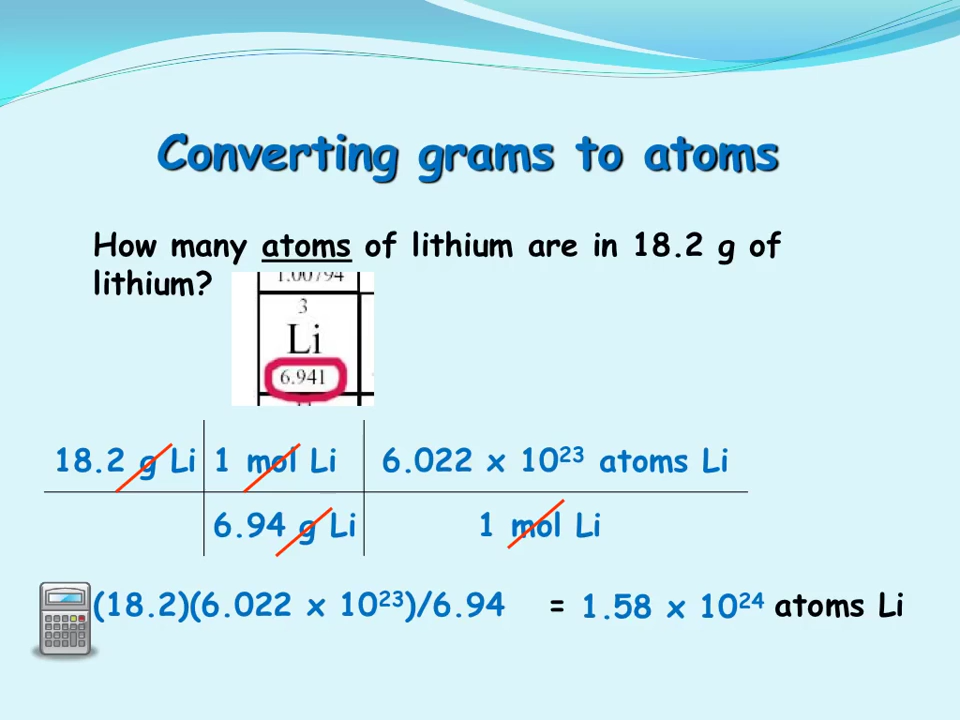 Converting grams to atoms
How many atoms of lithium are in 18.2 g of
lithium?
1.00794
3
Li
6.941
18.2 g Li 1 mol Li 6.022 x 10²³ atoms Li
6.94 g Li 1 mol Li
(18.2)(6.022 x 10²³)/6.94 = 1.58 x 10²⁴ atoms Li